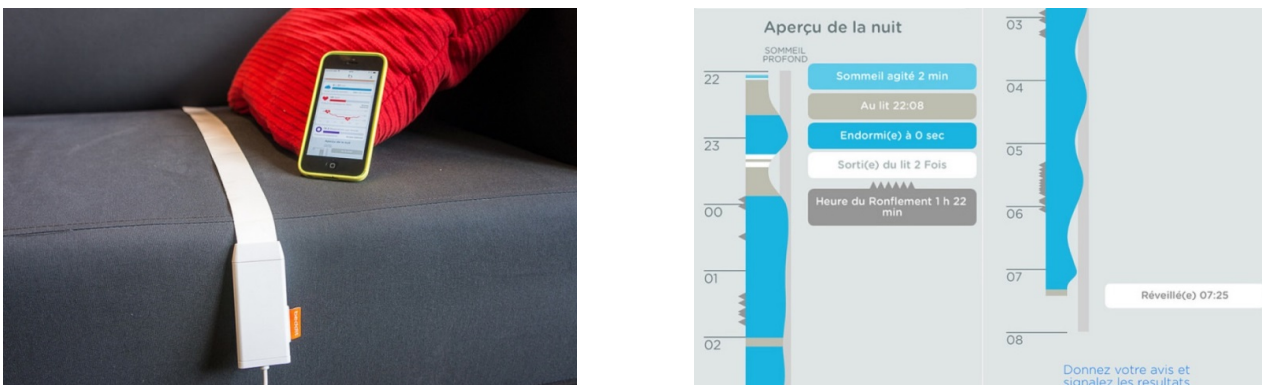 Aperçu de la nuit
SOMMEIL
PROFOND
22
Sommeil agité 2 min
Au lit 22:08
Endormi(e) à 0 sec
23
Sorti(e) du lit 2 Fois
Heure du Ronflement 1 h 22
min
00
01
02
03
04
05
06
07
Réveillé(e) 07:25
08
Donnez votre avis et
signalez les resultats